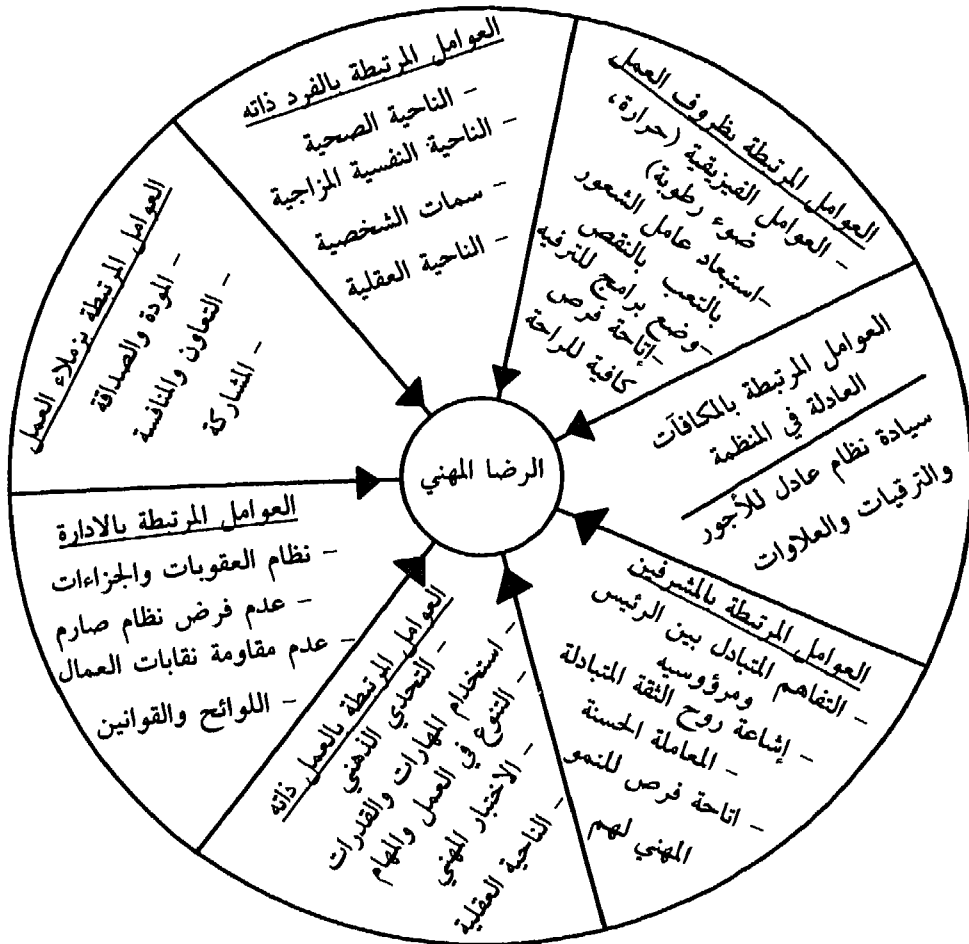 العوامل المرتبطة بالفرد ذاته
- الناحية الصحية
- الناحية النفسية المزاجية
- سمات الشخصية
- الناحية العقلية
العوامل المرتبطة بظروف العمل
- العوامل الفيزيقية (حرارة،
ضوء رطوبة)
-استبعاد عامل الشعور
بالتعب بالنقص
-وضع برامج للترفيه
-إتاحة فرص
كافية للراحة
العوامل المرتبطة بالمكافآت
العادلة في المنظمة
سيادة نظام عادل للأجور
والترقيات والعلاوات
العوامل المرتبطة بالمشرفين
- التفاهم المتبادل بين الرئيس
ومرؤوسيه
- إشاعة روح الثقة المتبادلة
- المعاملة الحسنة
- اتاحة فرص للنمو
المهني لهم
العوامل المرتبطة بالعمل ذاته
- التحدي الذهني
- استخدام المهارات والقدرات
- التنوع في العمل والمهام
- الاختبار المهني
- الناحية العقلية
العوامل المرتبطة بالادارة
- نظام العقوبات والجزاءات
- عدم فرض نظام صارم
- عدم مقاومة نقابات العمال
- اللوائح والقوانين
العوامل المرتبطة بزملاء العمل
- المودة والصداقة
- التعاون والمنافسة
- المشاركة
الرضا المهني